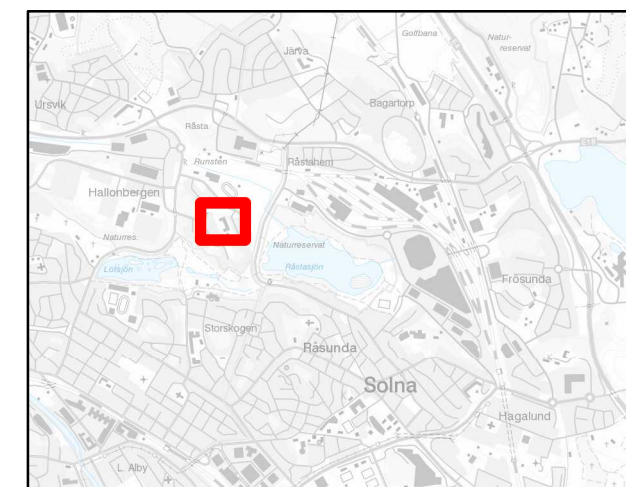 Golfbana
Natur-
reservat
Järva
Ursvik
Bagartorp
Råsta
E18
Runsten
Råstahem
Hallonbergen
Naturres.
Naturreservat
Lötsjön
Råstasjön
Frösunda
Storskogen
Råsunda
Solna
Hagalund
L. Alby